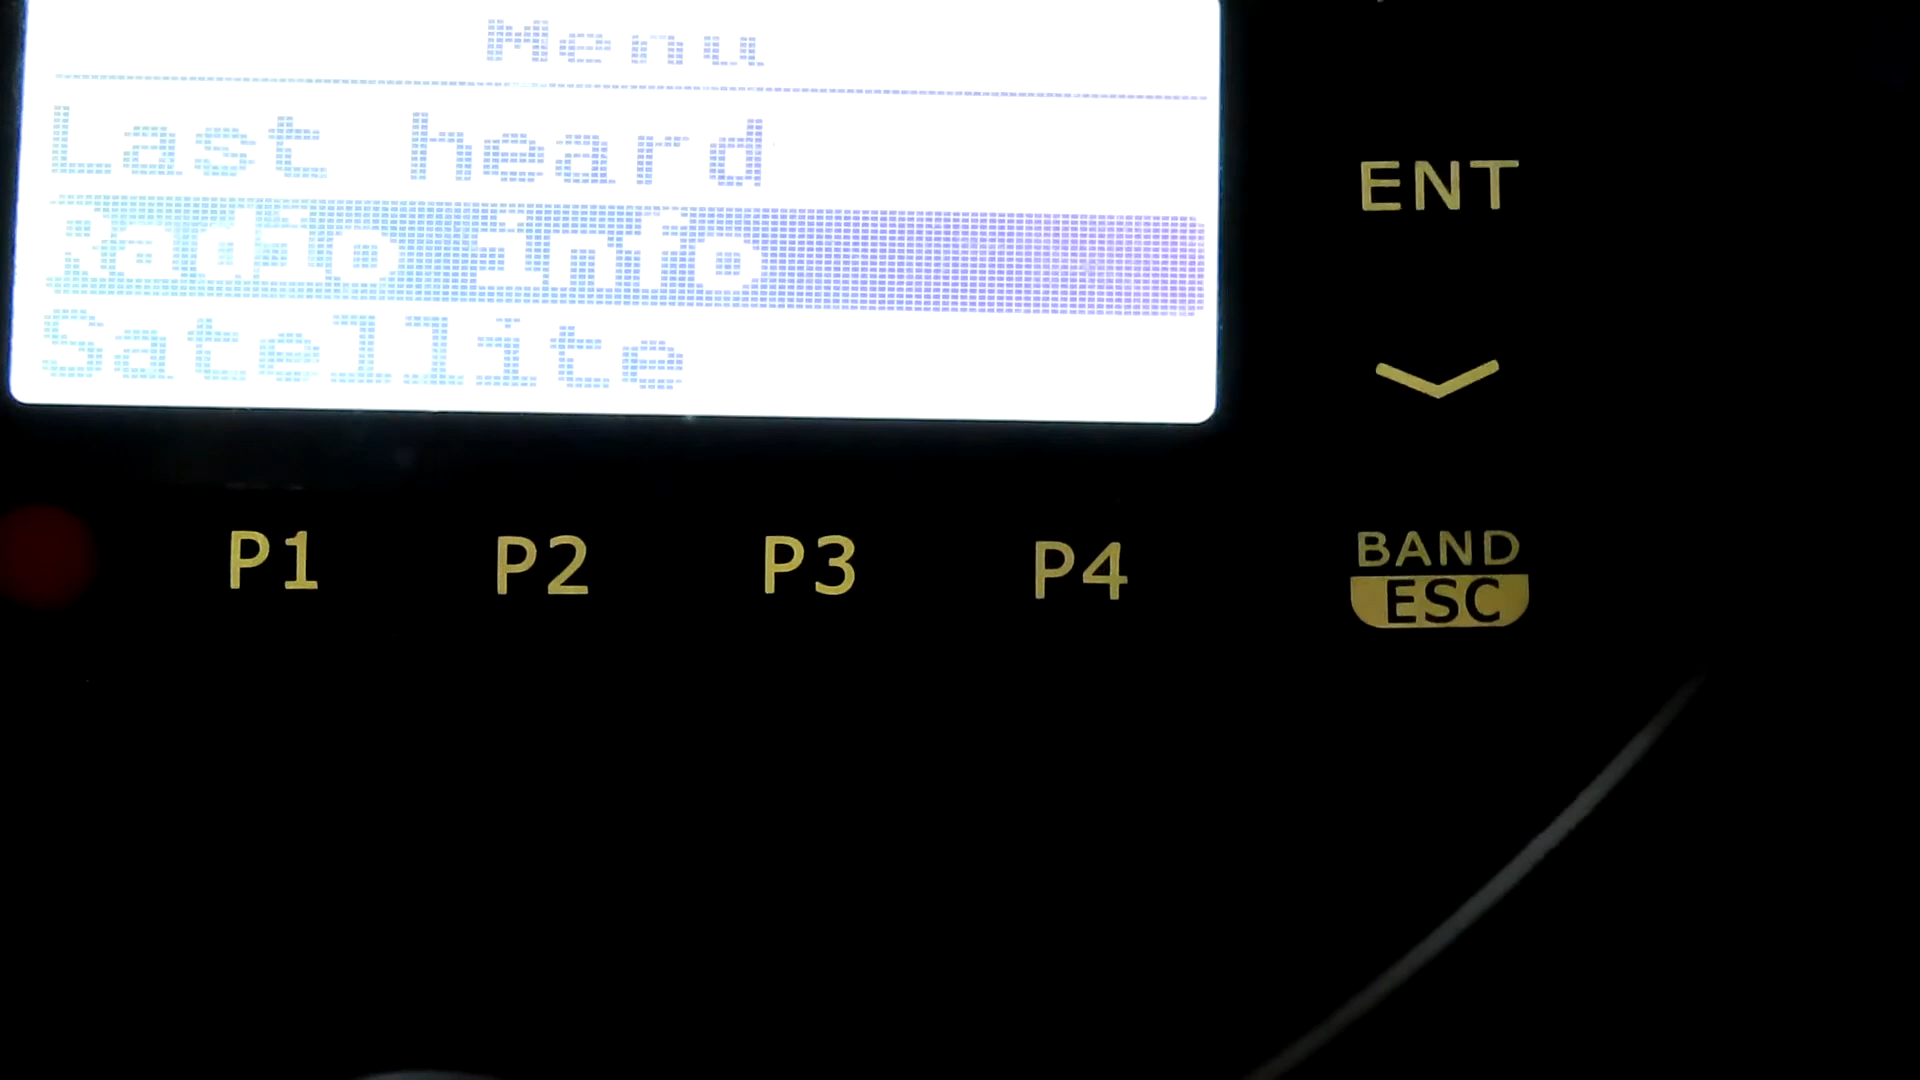 Menu
Last heard
Radio info
Satellite
ENT
P1 P2 P3 P4
BAND
ESC